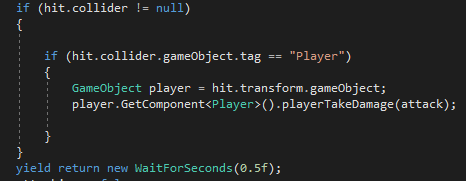 if (hit.collider != null)
{
if (hit.collider.gameObject.tag == "Player")
{
GameObject player = hit.transform.gameObject;
player.GetComponent<Player>().playerTakeDamage(attack);
}
}
yield return new WaitForSeconds(0.5f);